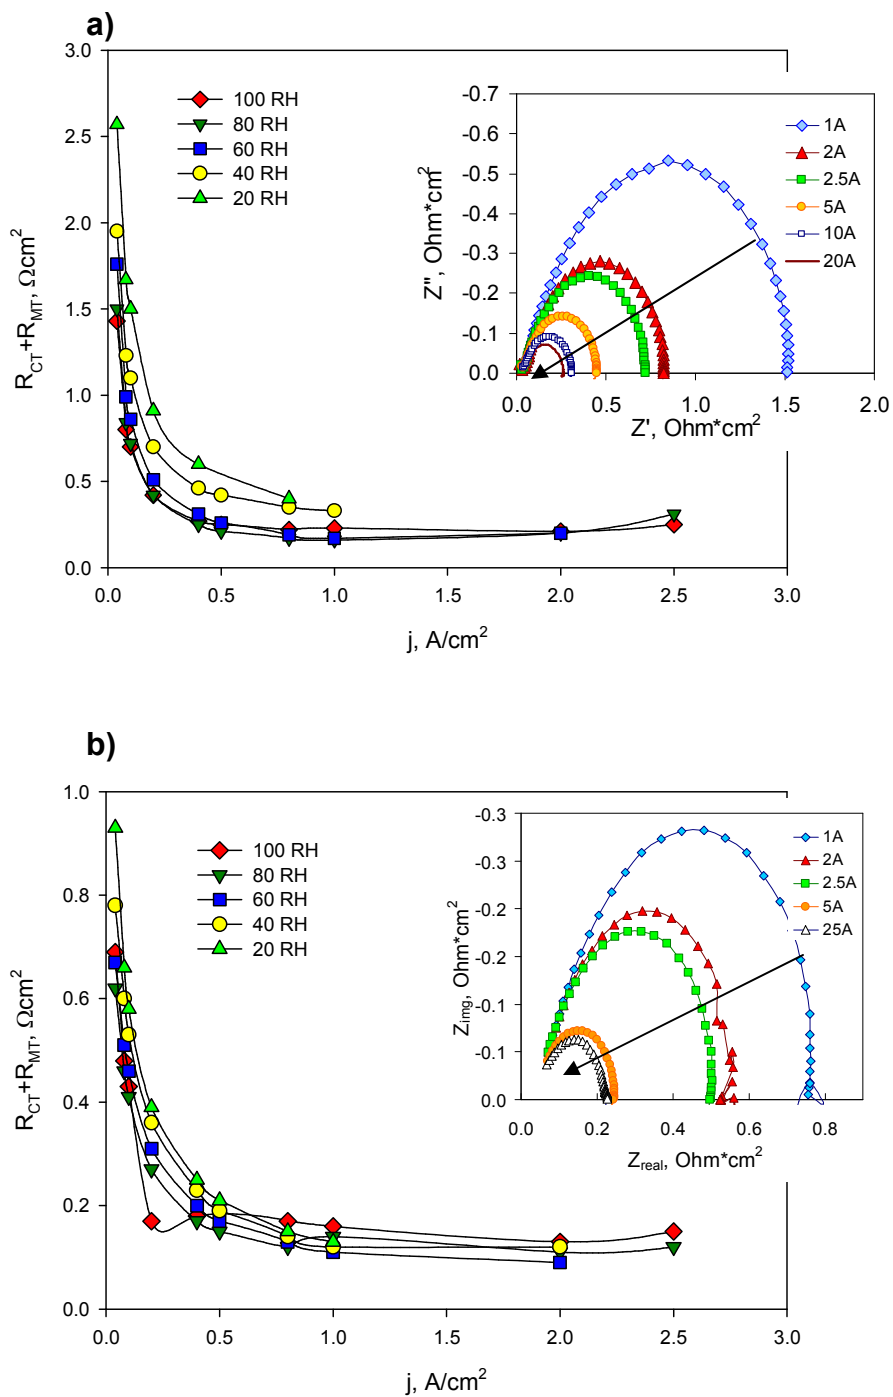 a)
3.0
2.5
2.0
1.5
1.0
0.5
0.0
R_CT+R_MT, Ωcm²
100 RH
80 RH
60 RH
40 RH
20 RH
0.0 0.5 1.0 1.5 2.0 2.5 3.0
j, A/cm²
-0.7
-0.6
-0.5
-0.4
-0.3
-0.2
-0.1
0.0
Z", Ohm*cm²
1A
2A
2.5A
5A
10A
20A
0.0 0.5 1.0 1.5 2.0
Z', Ohm*cm²
b)
1.0
0.8
0.6
0.4
0.2
0.0
R_CT+R_MT, Ωcm²
100 RH
80 RH
60 RH
40 RH
20 RH
0.0 0.5 1.0 1.5 2.0 2.5 3.0
j, A/cm²
-0.3
-0.3
-0.2
-0.2
-0.1
-0.1
0.0
Z_img, Ohm*cm²
1A
2A
2.5A
5A
25A
0.0 0.2 0.4 0.6 0.8
Z_real, Ohm*cm²